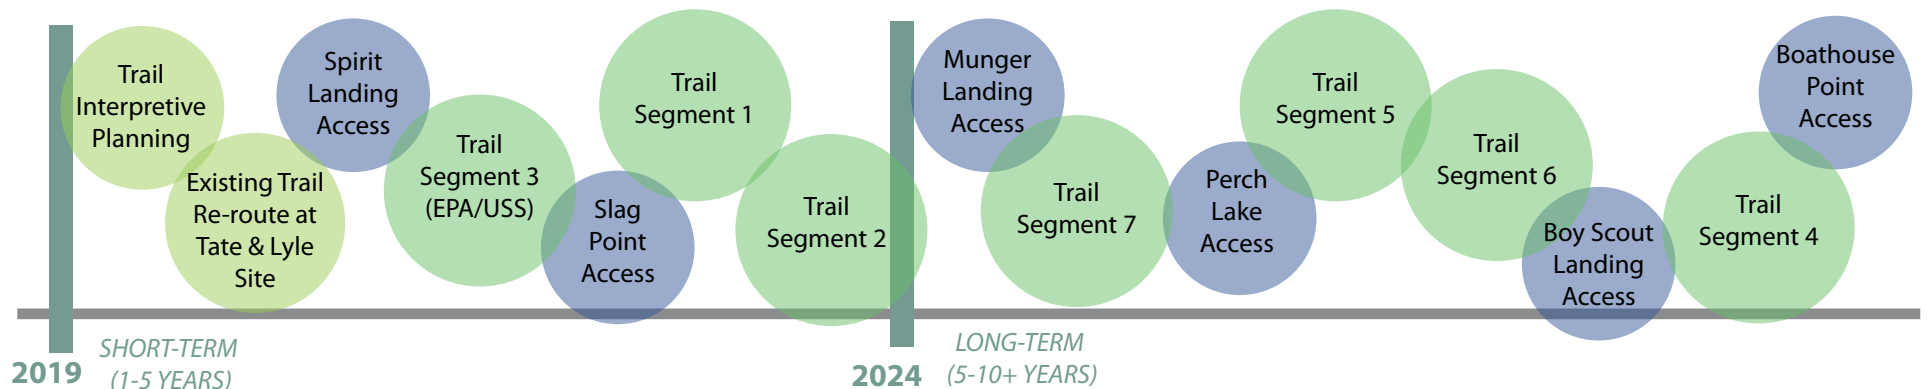 Trail
Interpretive
Planning
Existing Trail
Re-route at
Tate & Lyle
Site
Spirit
Landing
Access
Trail
Segment 3
(EPA/USS)
Slag
Point
Access
Trail
Segment 1
Trail
Segment 2
Munger
Landing
Access
Trail
Segment 7
Perch
Lake
Access
Trail
Segment 5
Trail
Segment 6
Boy Scout
Landing
Access
Trail
Segment 4
Boathouse
Point
Access
2019
SHORT-TERM
(1-5 YEARS)
2024
LONG-TERM
(5-10+ YEARS)